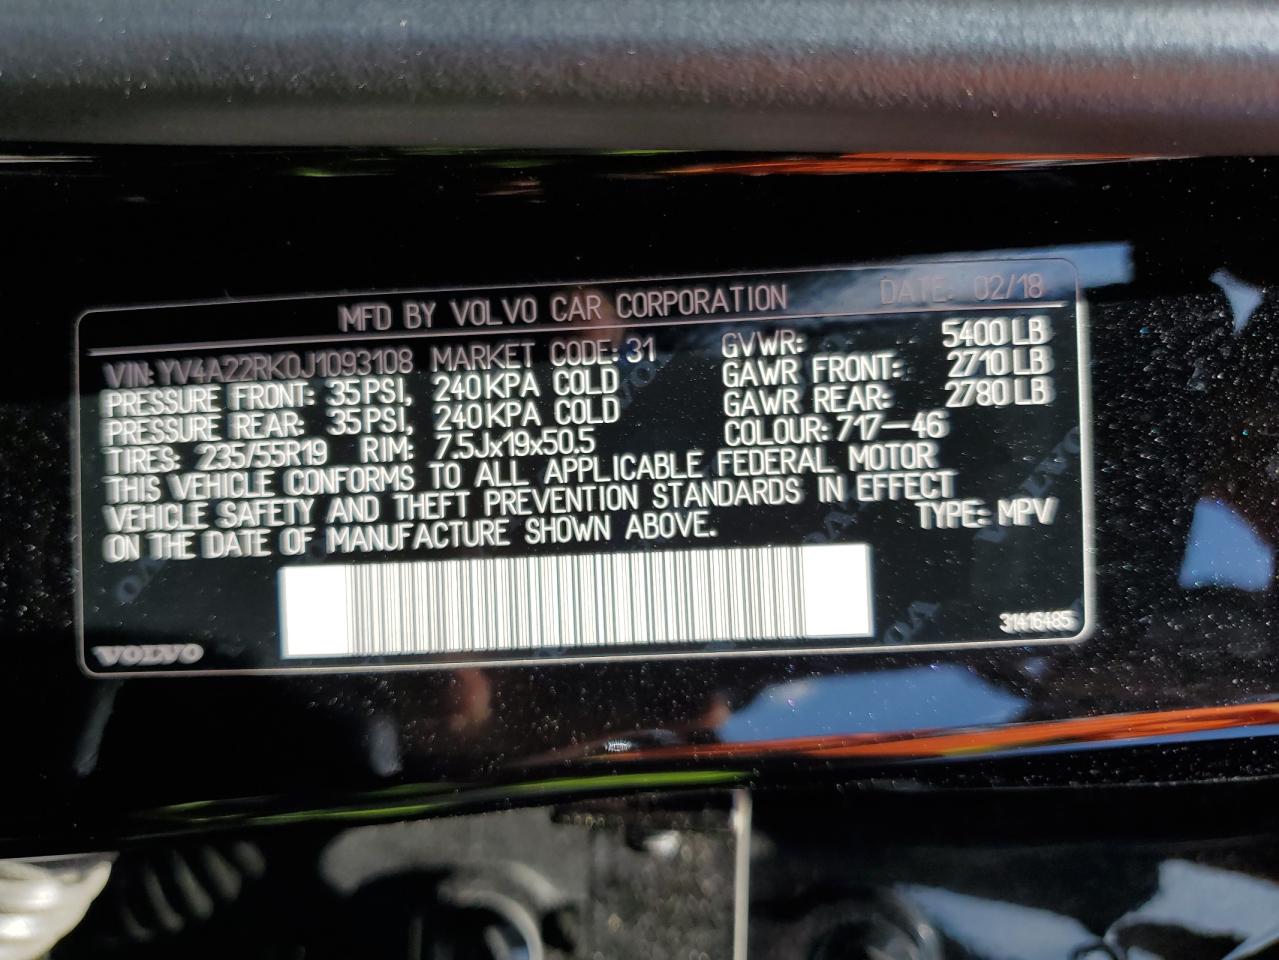 MFD BY VOLVO CAR CORPORATION DATE: 02/18
VIN: YV4A22RK0J1093108 MARKET CODE: 31 GVWR: 5400 LB
PRESSURE FRONT: 35 PSI, 240 KPA COLD GAWR FRONT: 2710 LB
PRESSURE REAR: 35 PSI, 240 KPA COLD GAWR REAR: 2780 LB
TIRES: 235/55R19 RIM: 7.5Jx19x50.5 COLOUR: 717-46
THIS VEHICLE CONFORMS TO ALL APPLICABLE FEDERAL MOTOR
VEHICLE SAFETY AND THEFT PREVENTION STANDARDS IN EFFECT
ON THE DATE OF MANUFACTURE SHOWN ABOVE. TYPE: MPV
31416485
VOLVO